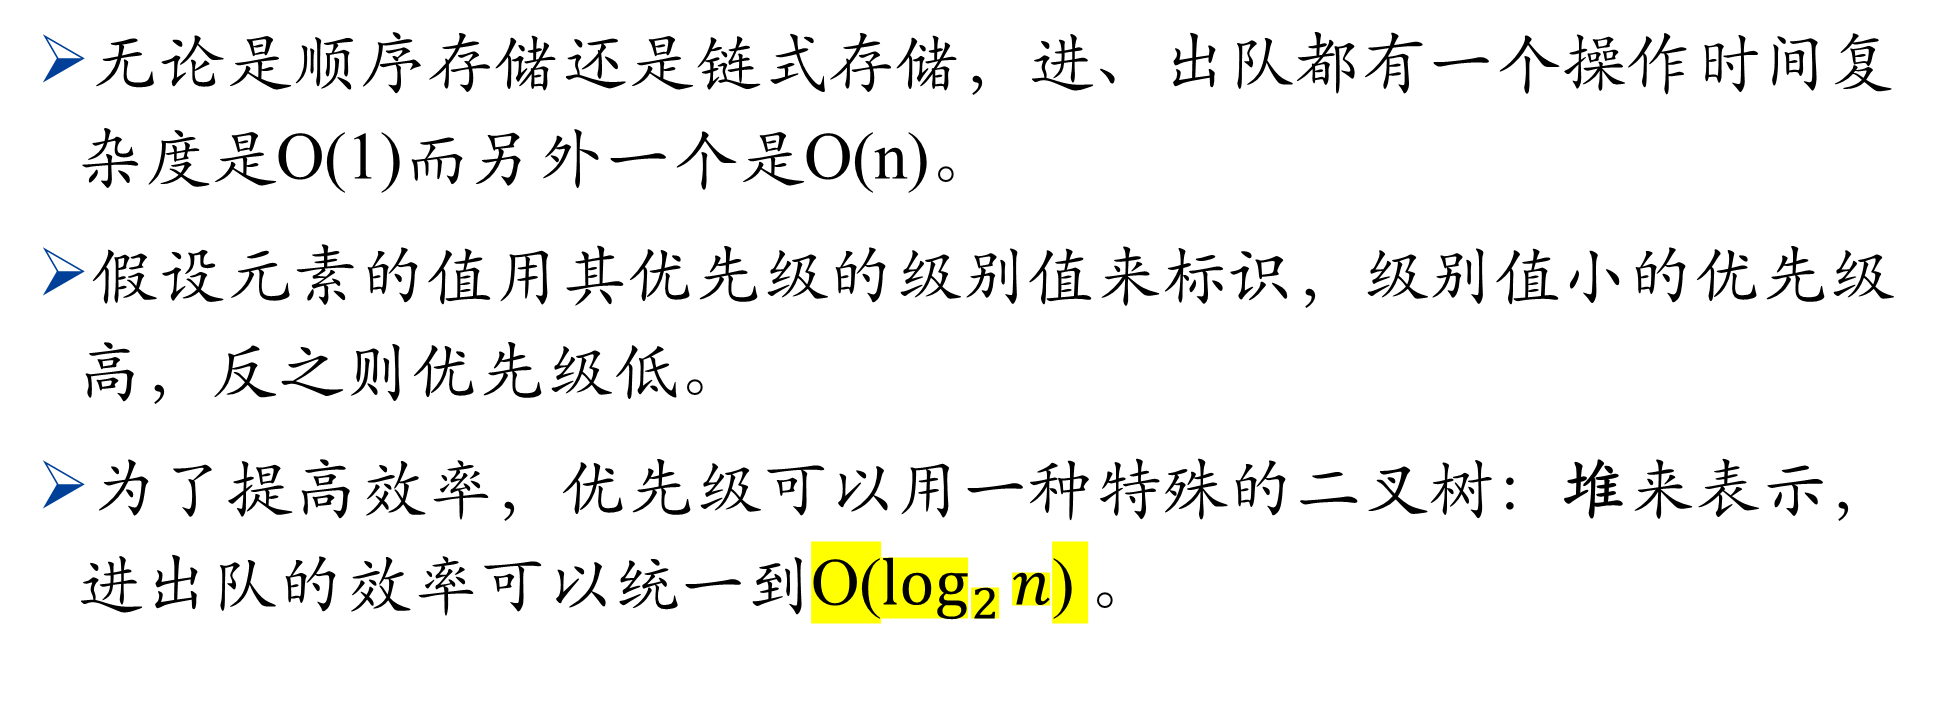 ➢无论是顺序存储还是链式存储，进、出队都有一个操作时间复
杂度是O(1)而另外一个是O(n)。
➢假设元素的值用其优先级的级别值来标识，级别值小的优先级
高，反之则优先级低。
➢为了提高效率，优先级可以用一种特殊的二叉树：堆来表示，
进出队的效率可以统一到O(log₂ n)。